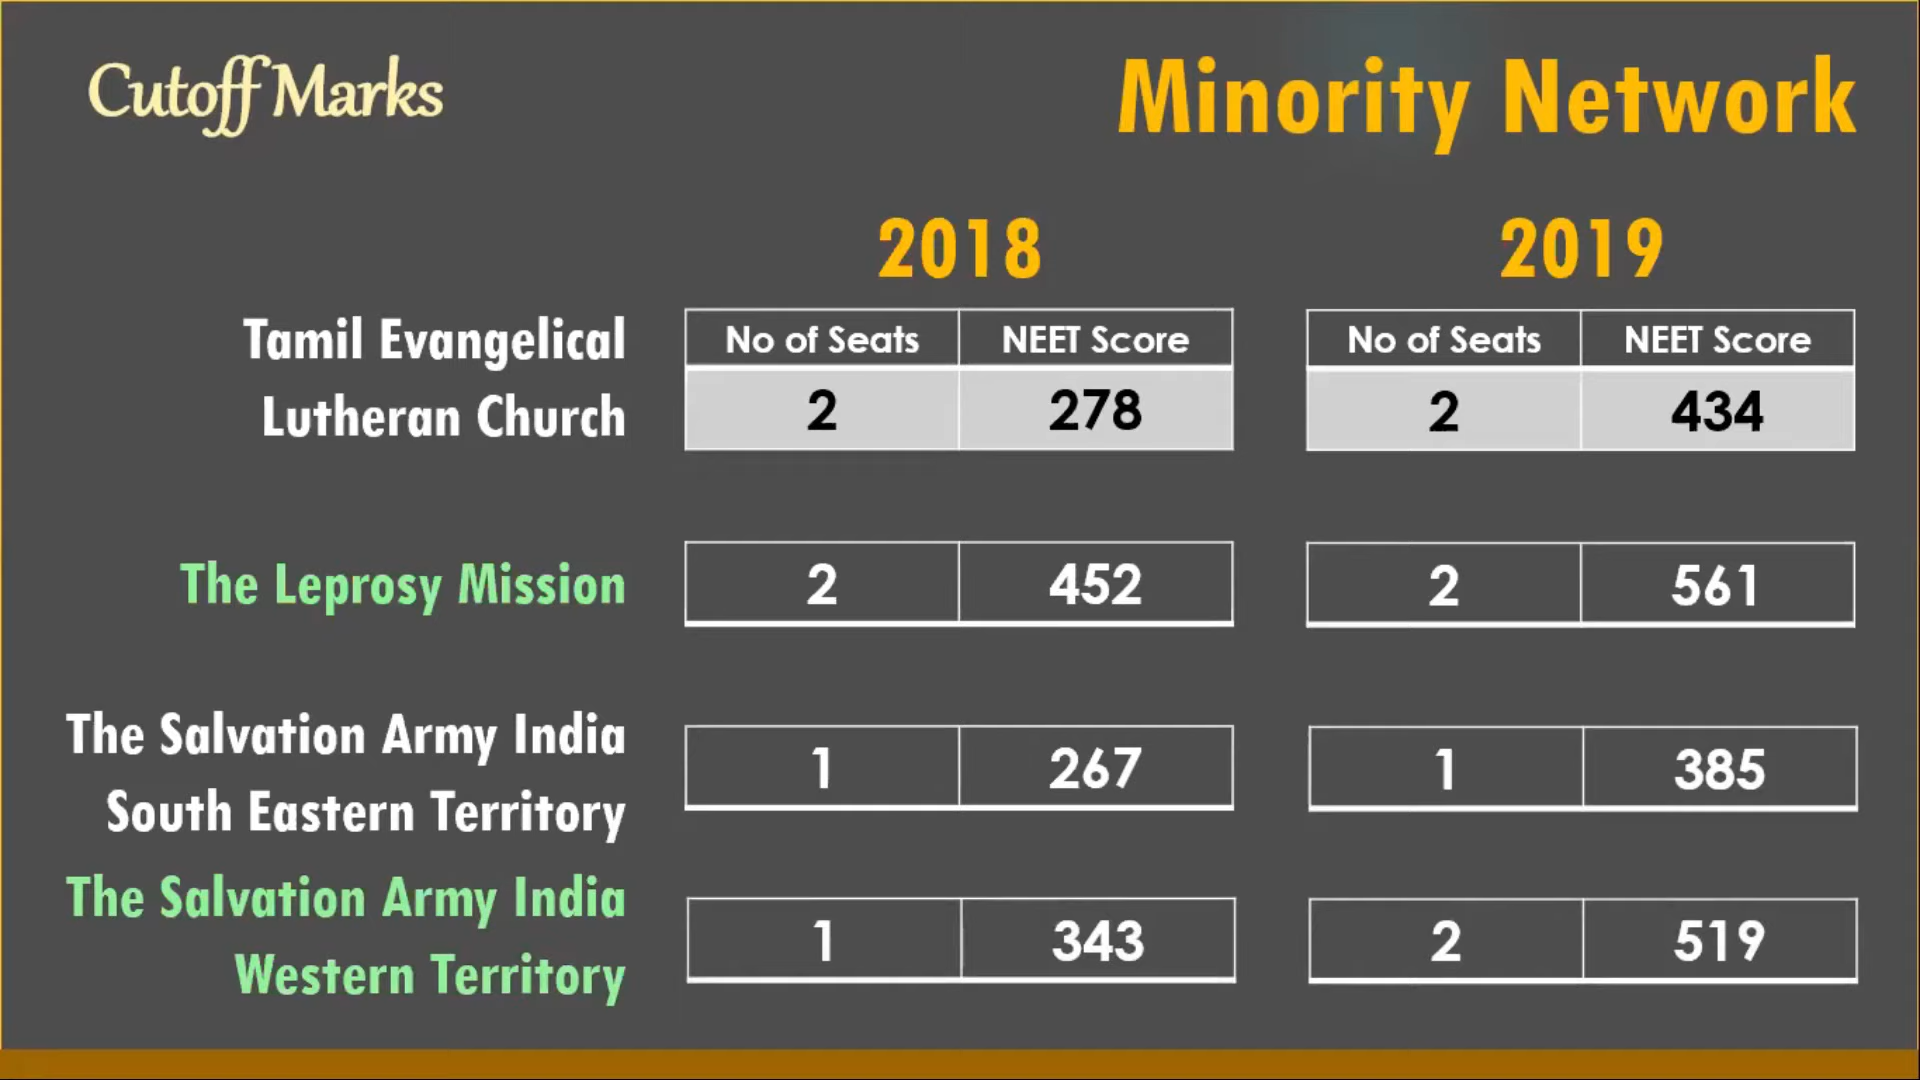 Cutoff Marks
Minority Network
2018 2019
Tamil Evangelical
Lutheran Church
No of Seats NEET Score No of Seats NEET Score
2 278 2 434
The Leprosy Mission 2 452 2 561
The Salvation Army India
South Eastern Territory
1 267 1 385
The Salvation Army India
Western Territory
1 343 2 519